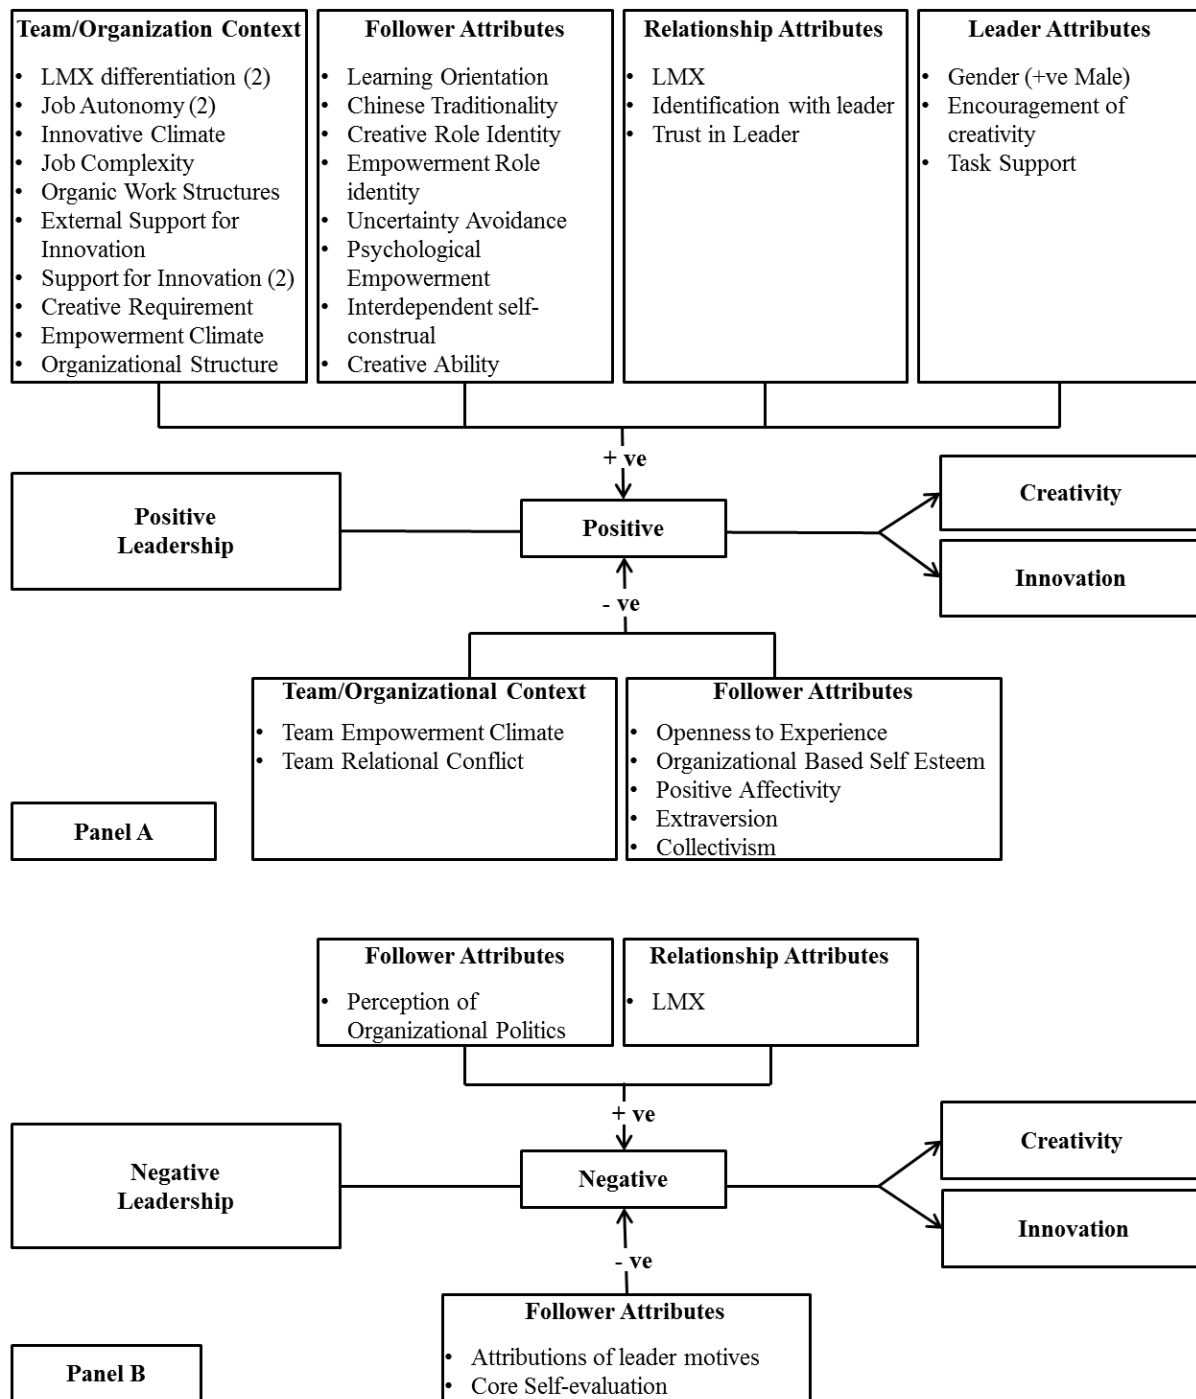 Team/Organization Context
• LMX differentiation (2)
• Job Autonomy (2)
• Innovative Climate
• Job Complexity
• Organic Work Structures
• External Support for
Innovation
• Support for Innovation (2)
• Creative Requirement
• Empowerment Climate
• Organizational Structure
Follower Attributes
• Learning Orientation
• Chinese Traditionality
• Creative Role Identity
• Empowerment Role
identity
• Uncertainty Avoidance
• Psychological
Empowerment
• Interdependent self-
construal
• Creative Ability
Relationship Attributes
• LMX
• Identification with leader
• Trust in Leader
Leader Attributes
• Gender (+ve Male)
• Encouragement of
creativity
• Task Support
+ ve
Positive
Leadership
Positive
Creativity
Innovation
- ve
Team/Organizational Context
• Team Empowerment Climate
• Team Relational Conflict
Follower Attributes
• Openness to Experience
• Organizational Based Self Esteem
• Positive Affectivity
• Extraversion
• Collectivism
Panel A
Follower Attributes
• Perception of
Organizational Politics
Relationship Attributes
• LMX
+ ve
Negative
Leadership
Negative
Creativity
Innovation
- ve
Follower Attributes
• Attributions of leader motives
• Core Self-evaluation
Panel B